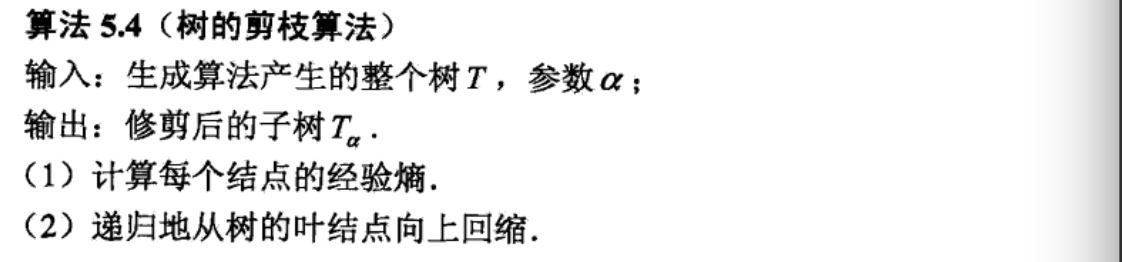 算法 5.4（树的剪枝算法）
输入：生成算法产生的整个树 T，参数 α；
输出：修剪后的子树 Tα.
（1）计算每个结点的经验熵.
（2）递归地从树的叶结点向上回缩.